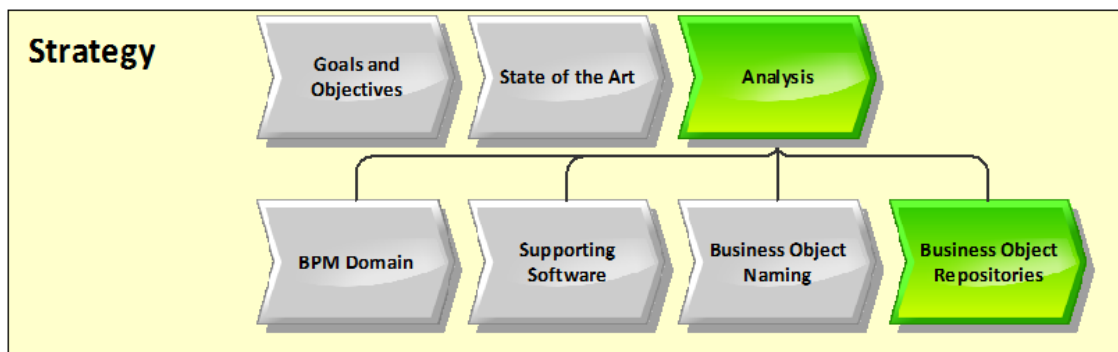 Strategy
Goals and
Objectives
State of the Art
Analysis
BPM Domain
Supporting
Software
Business Object
Naming
Business Object
Repositories